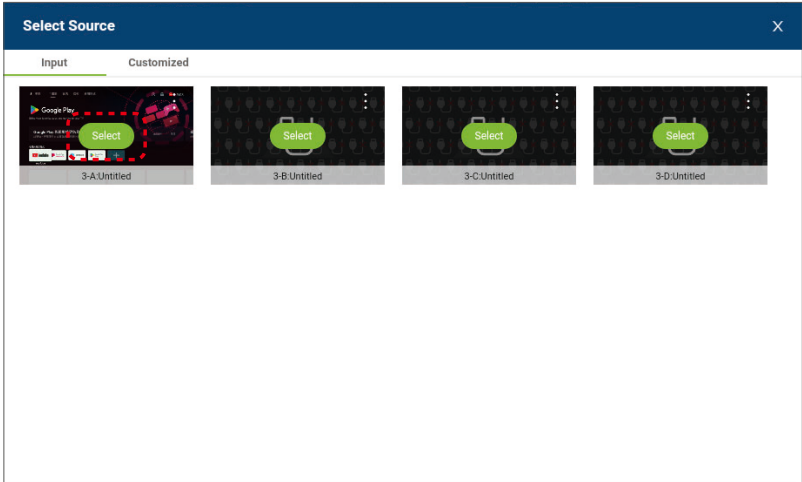 Select Source
X
Input
Customized
Google Play
Select
Select
Select
Select
3-A:Untitled
3-B:Untitled
3-C:Untitled
3-D:Untitled